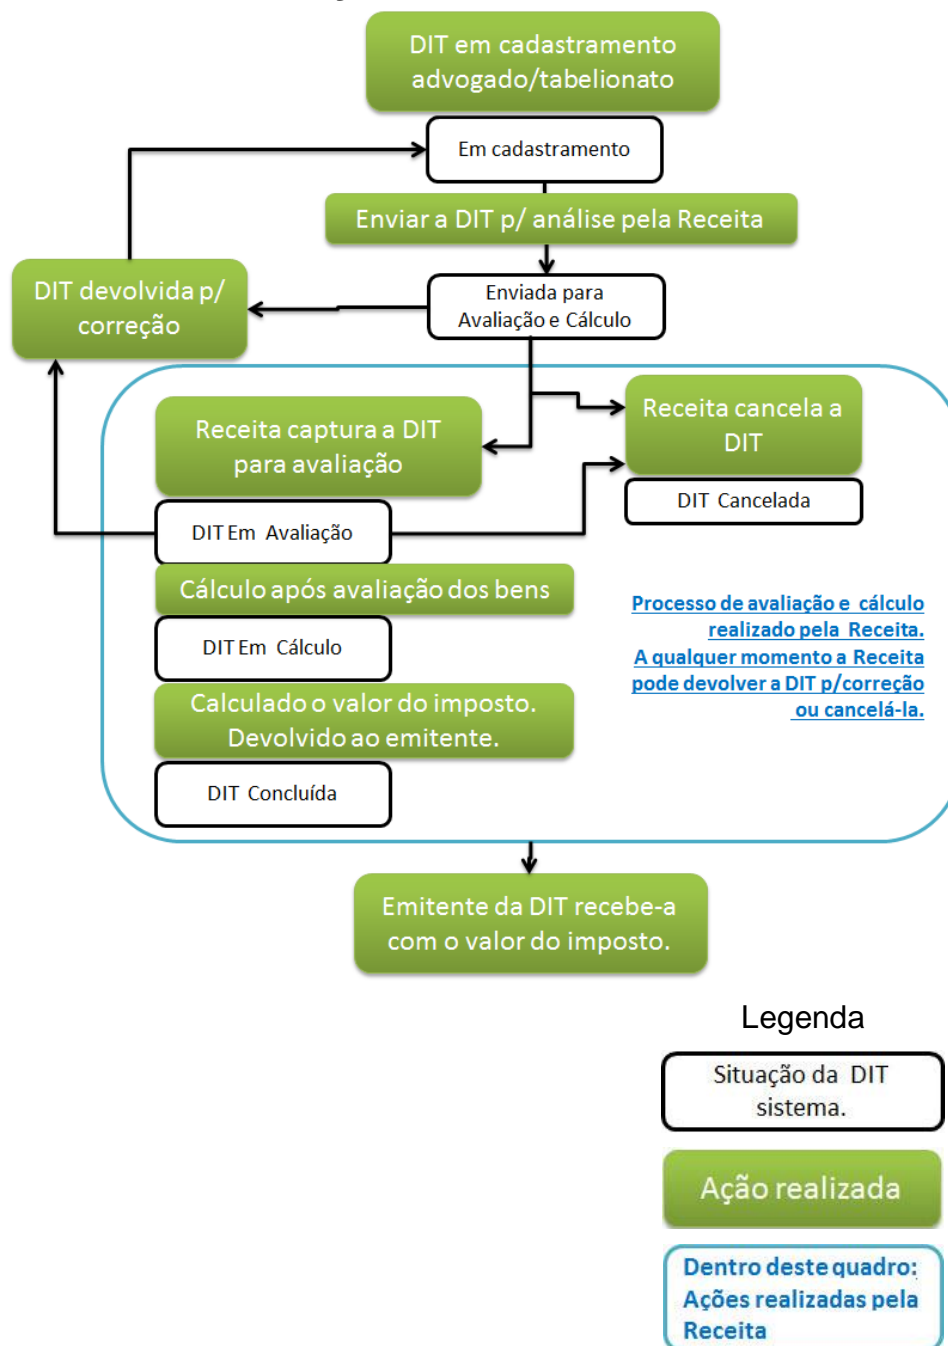 DIT em cadastramento
advogado/tabelionato
Em cadastramento
Enviar a DIT p/ análise pela Receita
DIT devolvida p/
correção
Enviada para
Avaliação e Cálculo
Receita captura a DIT
para avaliação
Receita cancela a
DIT
DIT Cancelada
DIT Em Avaliação
Cálculo após avaliação dos bens
DIT Em Cálculo
Processo de avaliação e cálculo
realizado pela Receita.
A qualquer momento a Receita
pode devolver a DIT p/correção
ou cancelá-la.
Calculado o valor do imposto.
Devolvido ao emitente.
DIT Concluída
Emitente da DIT recebe-a
com o valor do imposto.
Legenda
Situação da DIT
sistema.
Ação realizada
Dentro deste quadro:
Ações realizadas pela
Receita